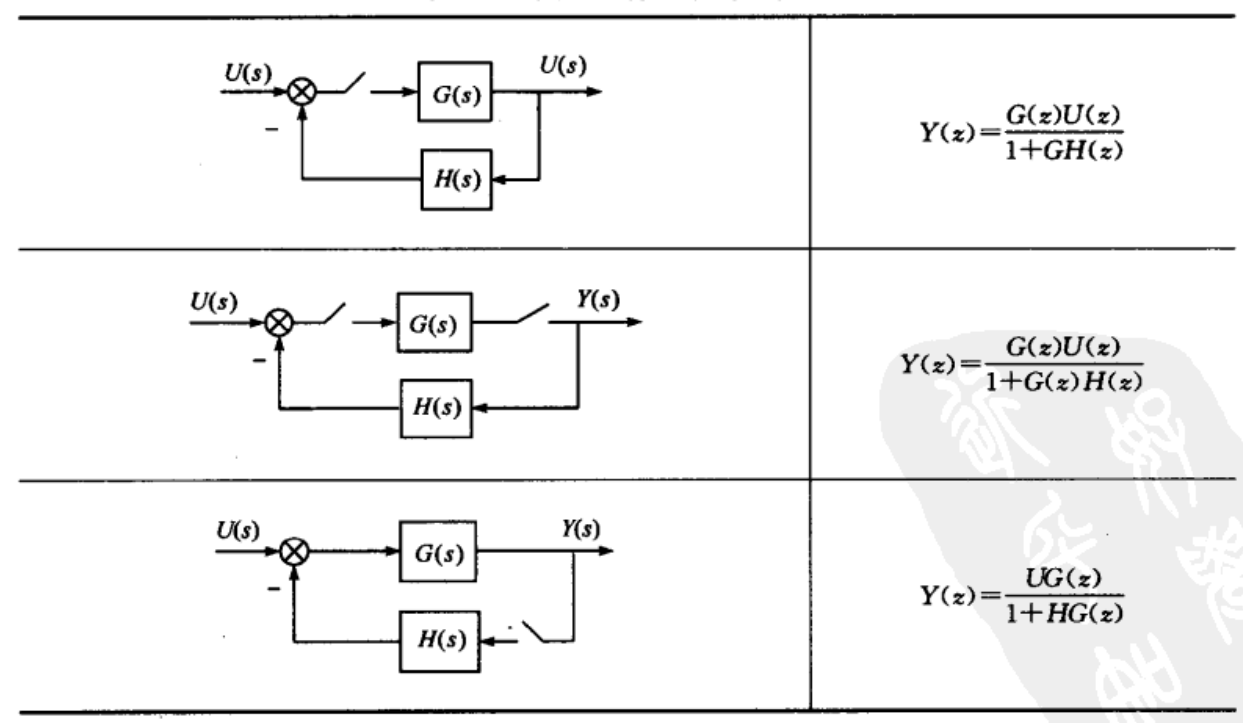 U(s) U(s)
G(s)
−
H(s)
Y(z)=\frac{G(z)U(z)}{1+GH(z)}
U(s) Y(s)
G(s)
−
H(s)
Y(z)=\frac{G(z)U(z)}{1+G(z)H(z)}
U(s) Y(s)
G(s)
−
H(s)
Y(z)=\frac{UG(z)}{1+HG(z)}